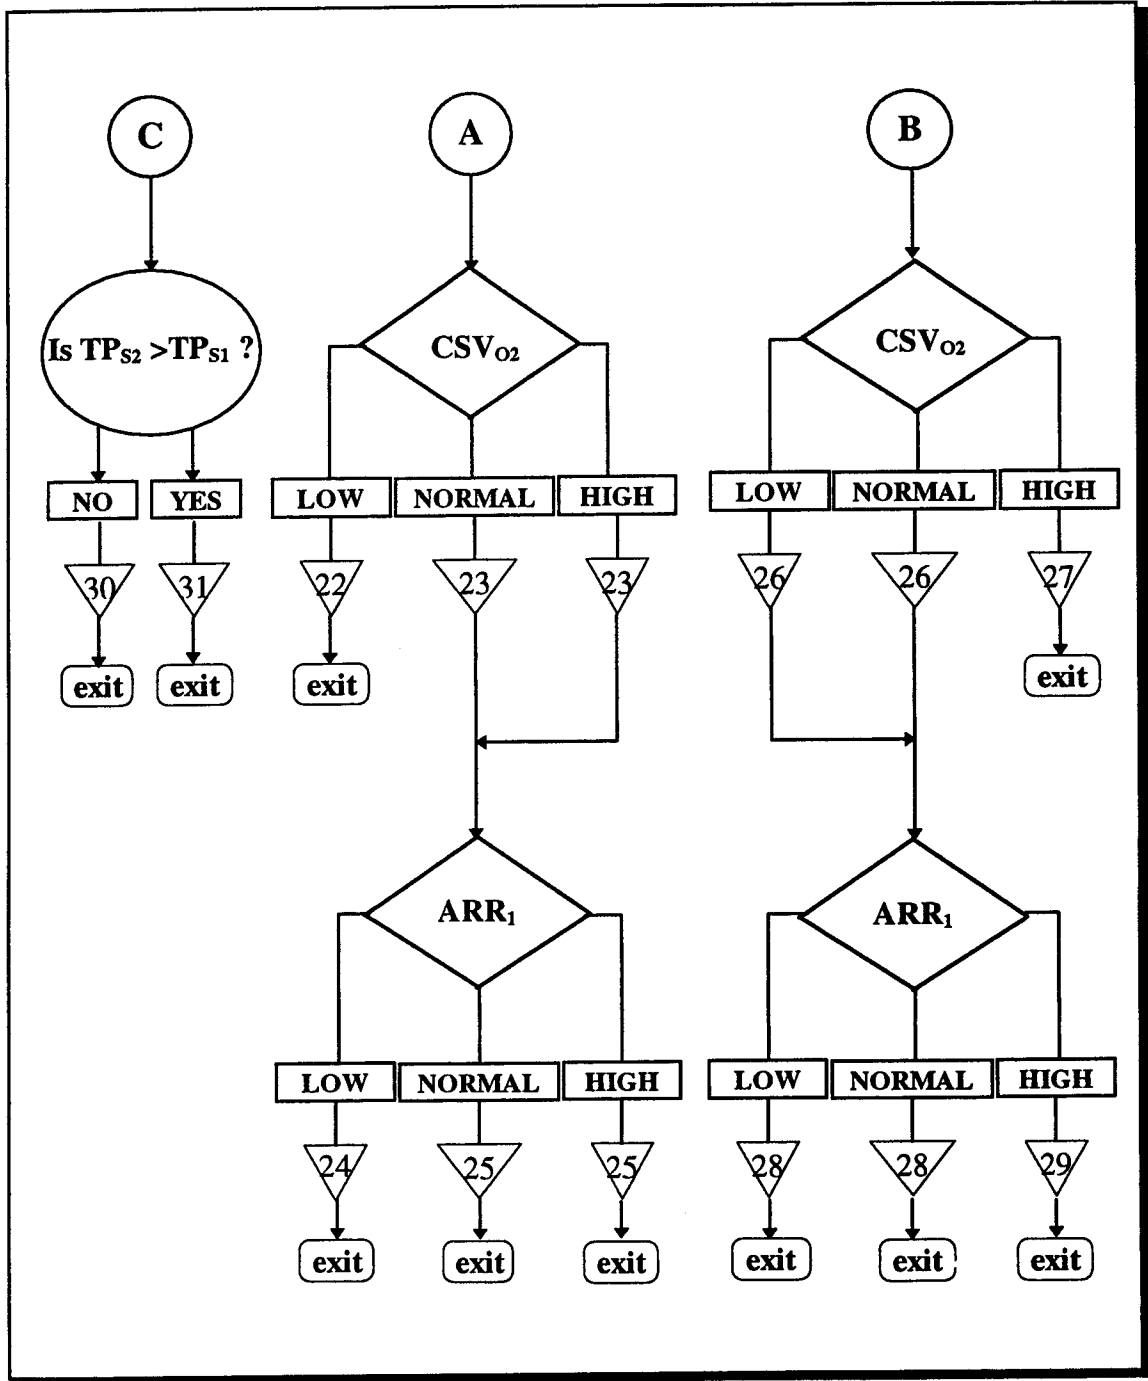 C A B
Is TPS2 >TPS1 ? CSVO2 CSVO2
NO YES LOW NORMAL HIGH LOW NORMAL HIGH
30 31 22 23 23 26 26 27
exit exit exit exit
ARR1 ARR1
LOW NORMAL HIGH LOW NORMAL HIGH
24 25 25 28 28 29
exit exit exit exit exit exit